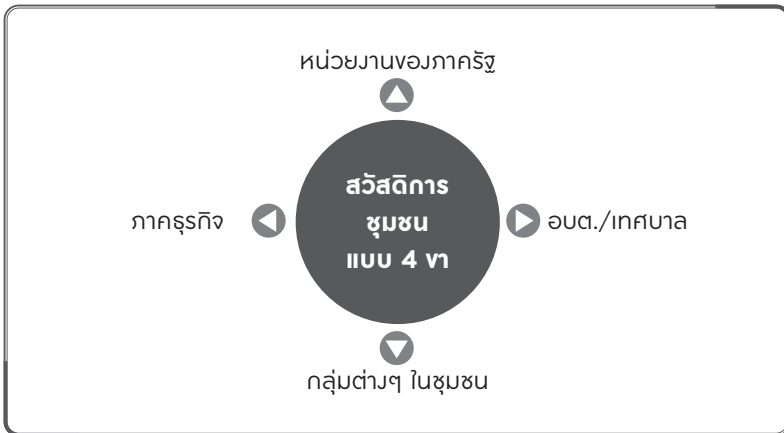 หน่วยงานของภาครัฐ
สวัสดิการ
ชุมชน
แบบ 4 ขา
ภาคธุรกิจ
อบต./เทศบาล
กลุ่มต่างๆ ในชุมชน